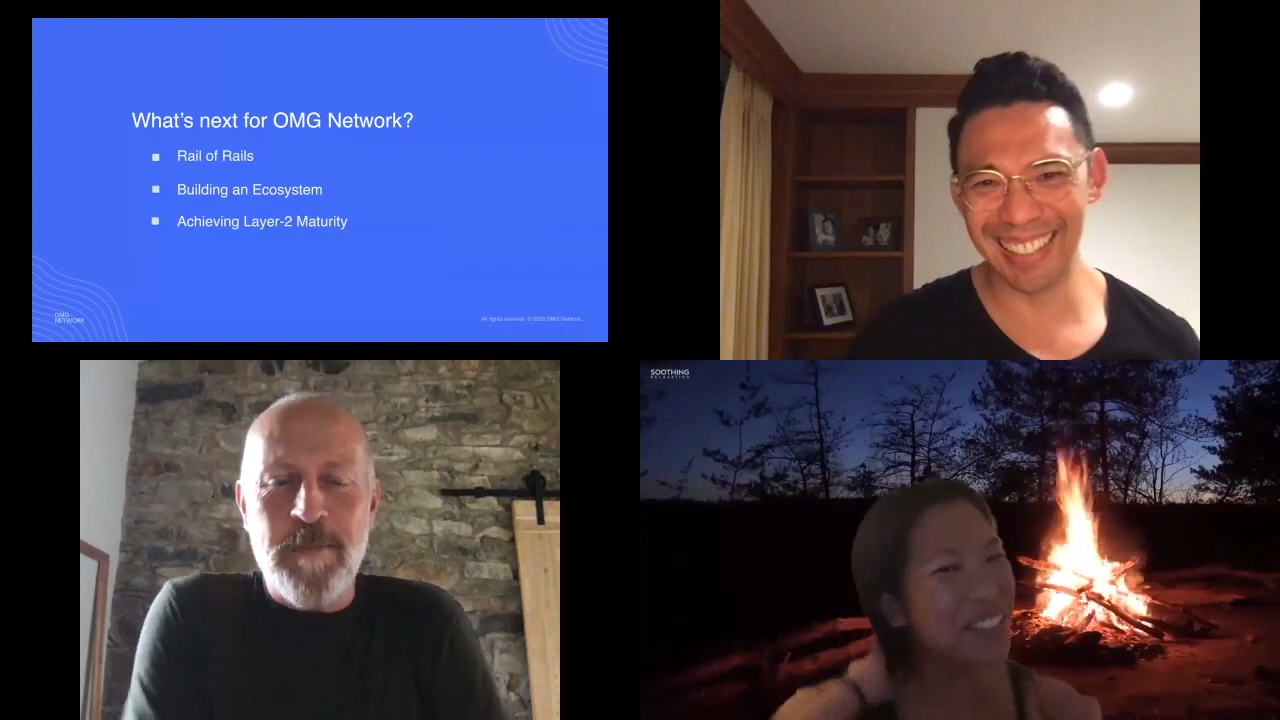 What's next for OMG Network?
Rail of Rails
Building an Ecosystem
Achieving Layer-2 Maturity
OMG
NETWORK
All rights reserved. © 2020 OMG Network.
SOOTHING
RELAXATION